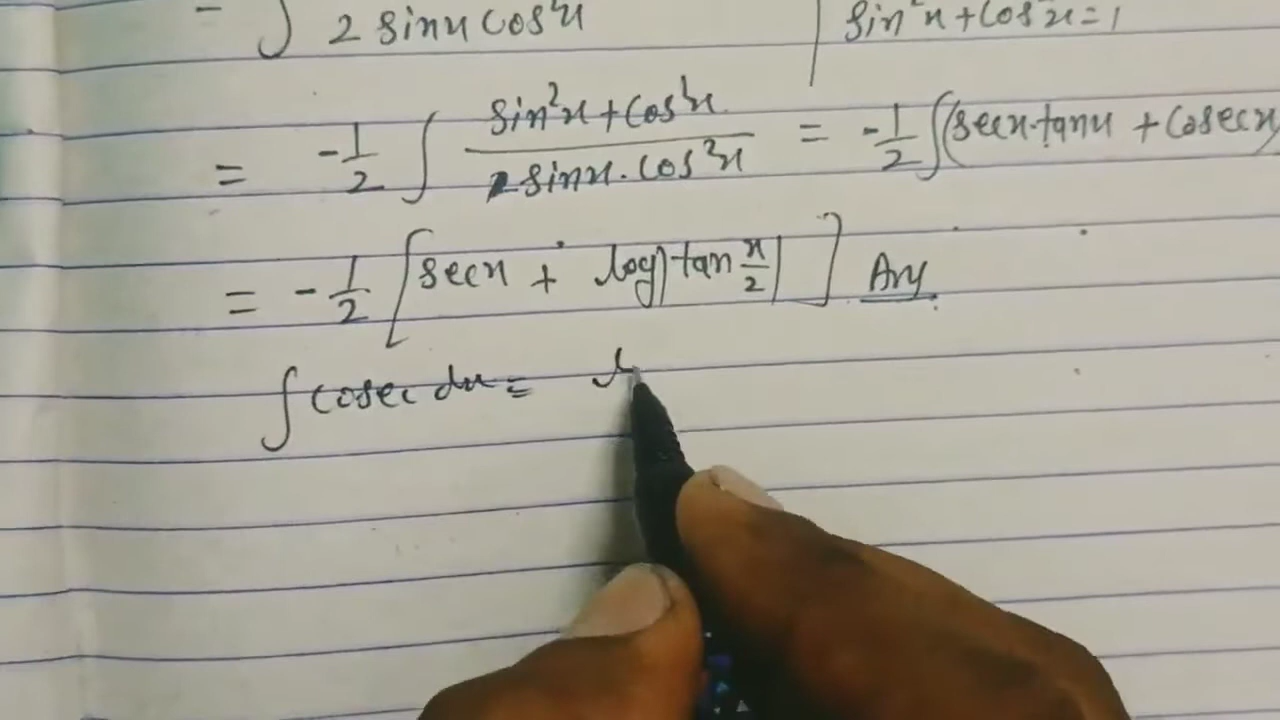 = ∫ 2 sinx cos²x | sin²x + cos²x = 1
= -1/2 ∫ (sin²x + cos²x)/(sinx. cos²x) = -1/2 ∫(secx.tanx + cosecx)
= -1/2 [secx + log|tan x/2|] Ans
∫cosec dx =